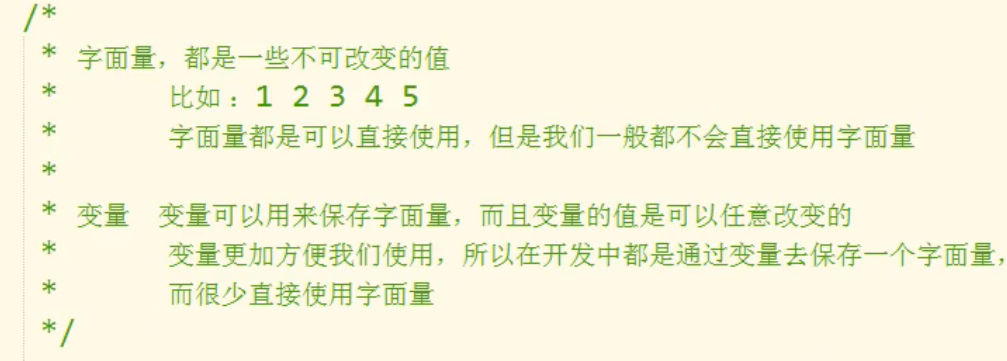 /*
* 字面量，都是一些不可改变的值
* 比如：1 2 3 4 5
* 字面量都是可以直接使用，但是我们一般都不会直接使用字面量
*
* 变量 变量可以用来保存字面量，而且变量的值是可以任意改变的
* 变量更加方便我们使用，所以在开发中都是通过变量去保存一个字面量，
* 而很少直接使用字面量
*/